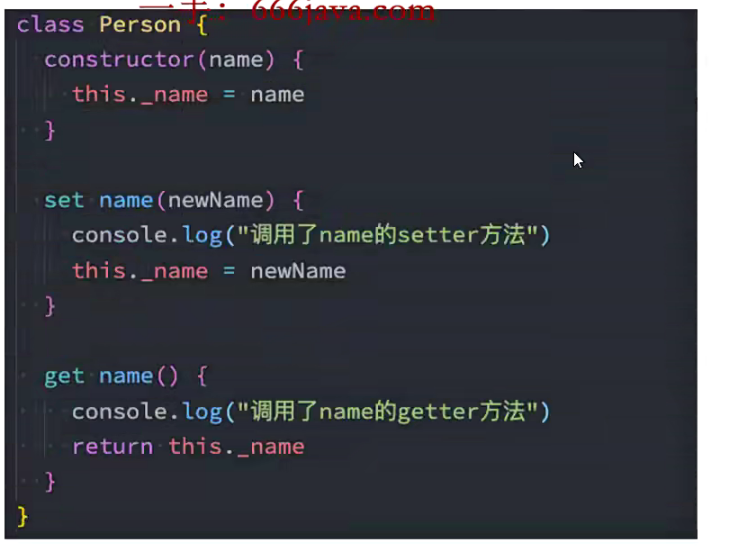 一手：666java.com
class Person {
constructor(name) {
this._name = name
}
set name(newName) {
console.log("调用了name的setter方法")
this._name = newName
}
get name() {
console.log("调用了name的getter方法")
return this._name
}
}